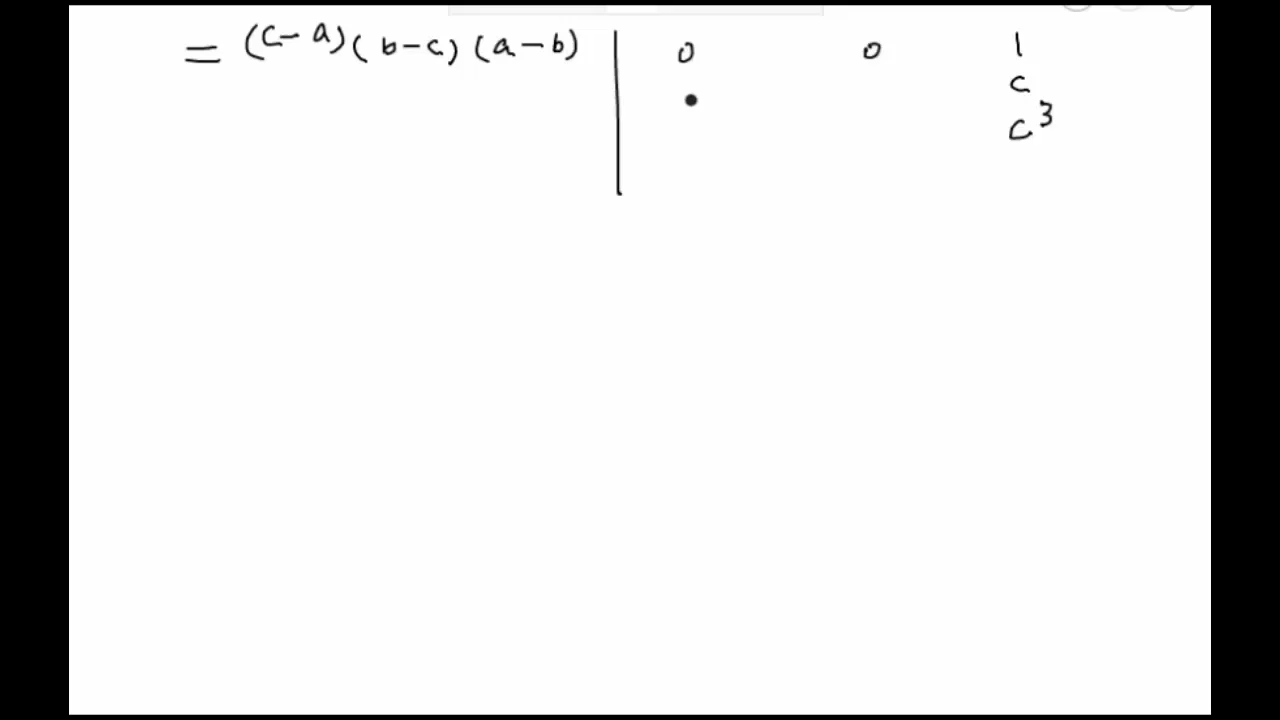 = (c-a)(b-c)(a-b) | 0 0 1
c
c³